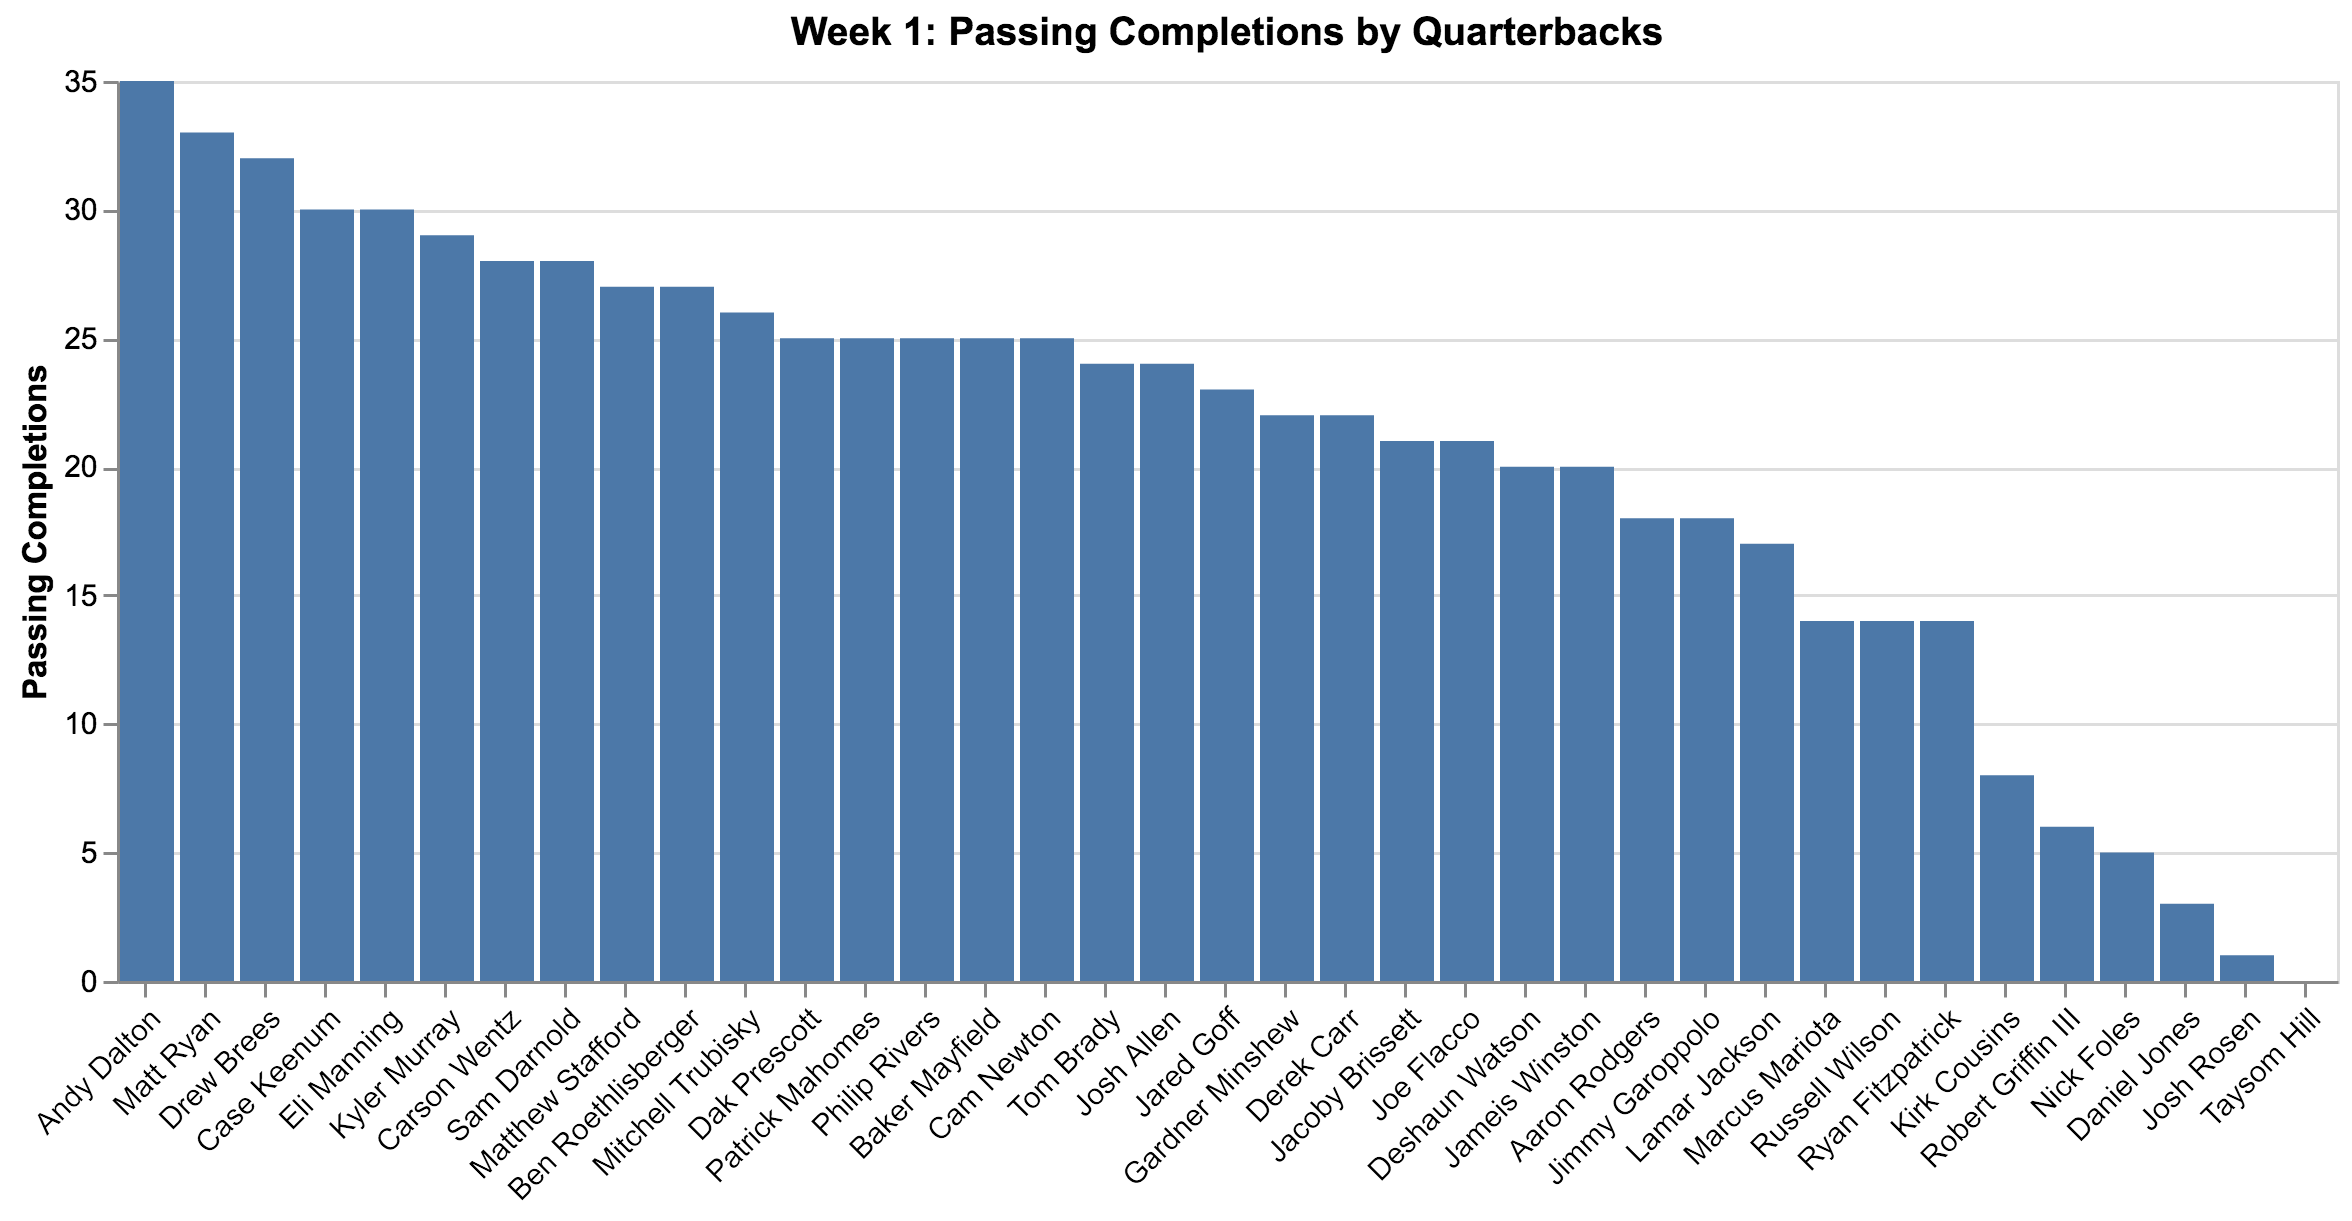 Week 1: Passing Completions by Quarterbacks
Passing Completions
35
30
25
20
15
10
5
0
Andy Dalton
Matt Ryan
Drew Brees
Case Keenum
Eli Manning
Kyler Murray
Carson Wentz
Sam Darnold
Matthew Stafford
Ben Roethlisberger
Mitchell Trubisky
Dak Prescott
Patrick Mahomes
Philip Rivers
Baker Mayfield
Cam Newton
Tom Brady
Josh Allen
Jared Goff
Gardner Minshew
Derek Carr
Jacoby Brissett
Joe Flacco
Deshaun Watson
Jameis Winston
Aaron Rodgers
Jimmy Garoppolo
Lamar Jackson
Marcus Mariota
Russell Wilson
Ryan Fitzpatrick
Kirk Cousins
Robert Griffin III
Nick Foles
Daniel Jones
Josh Rosen
Taysom Hill